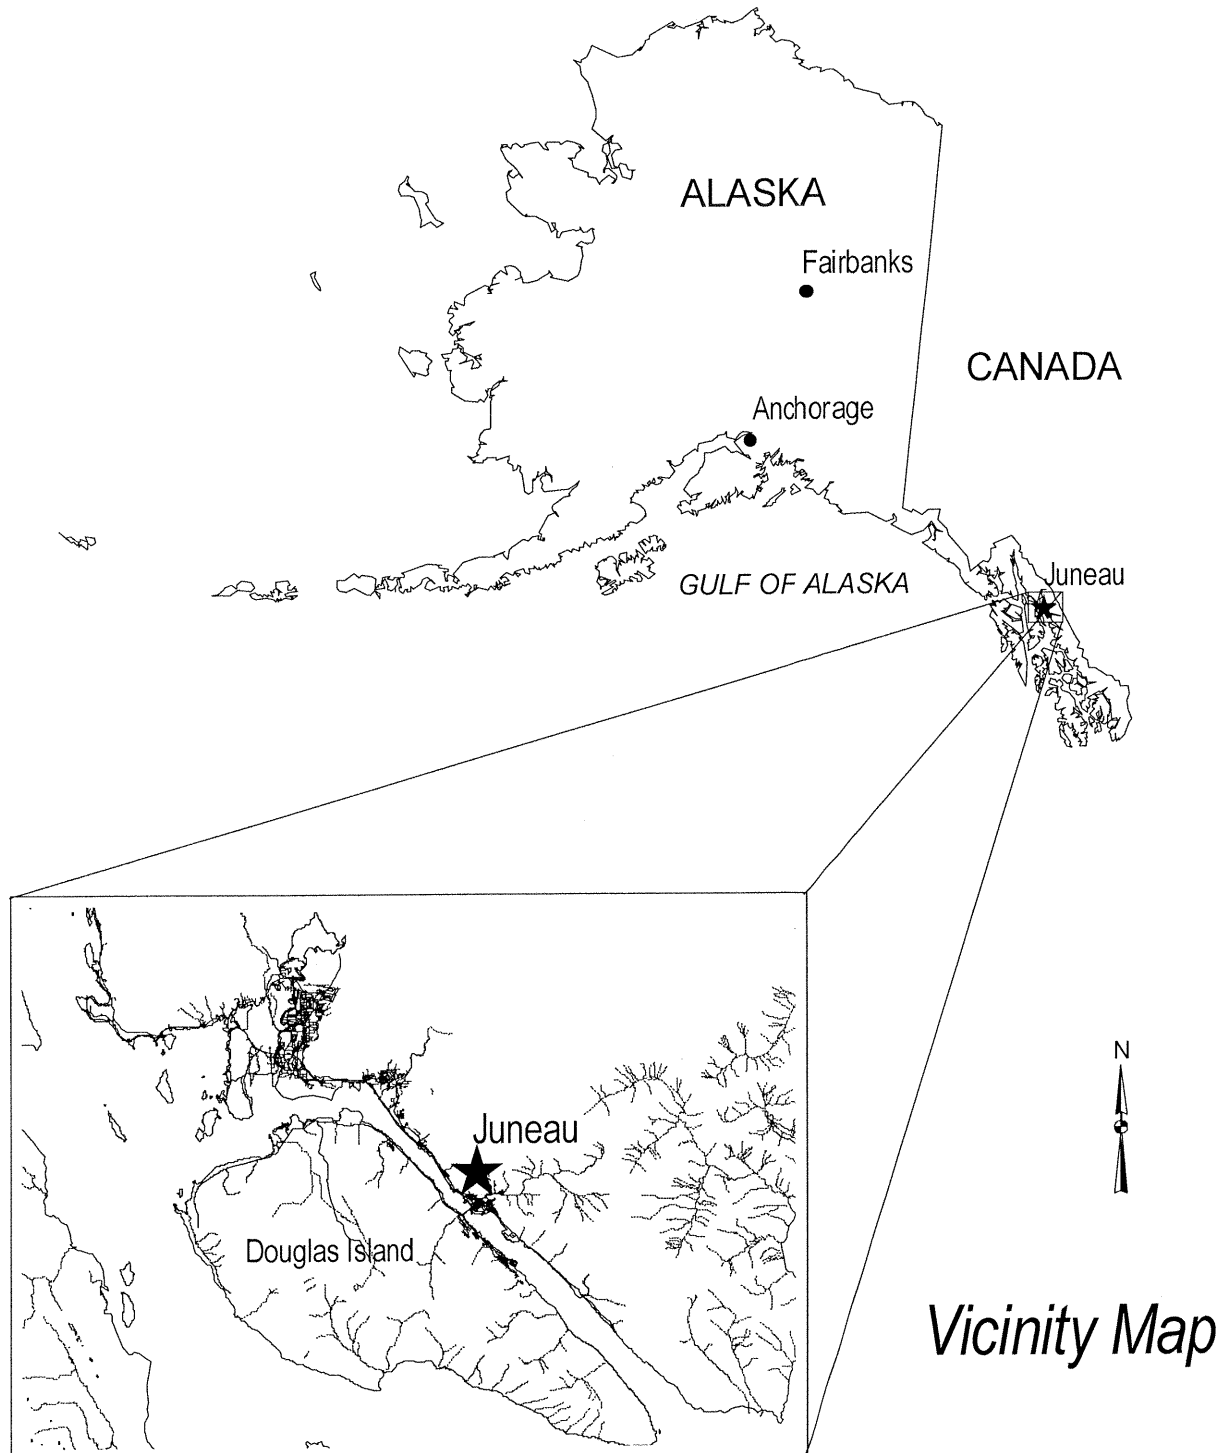 ALASKA
Fairbanks
CANADA
Anchorage
Juneau
GULF OF ALASKA
N
Juneau
Douglas Island
Vicinity Map